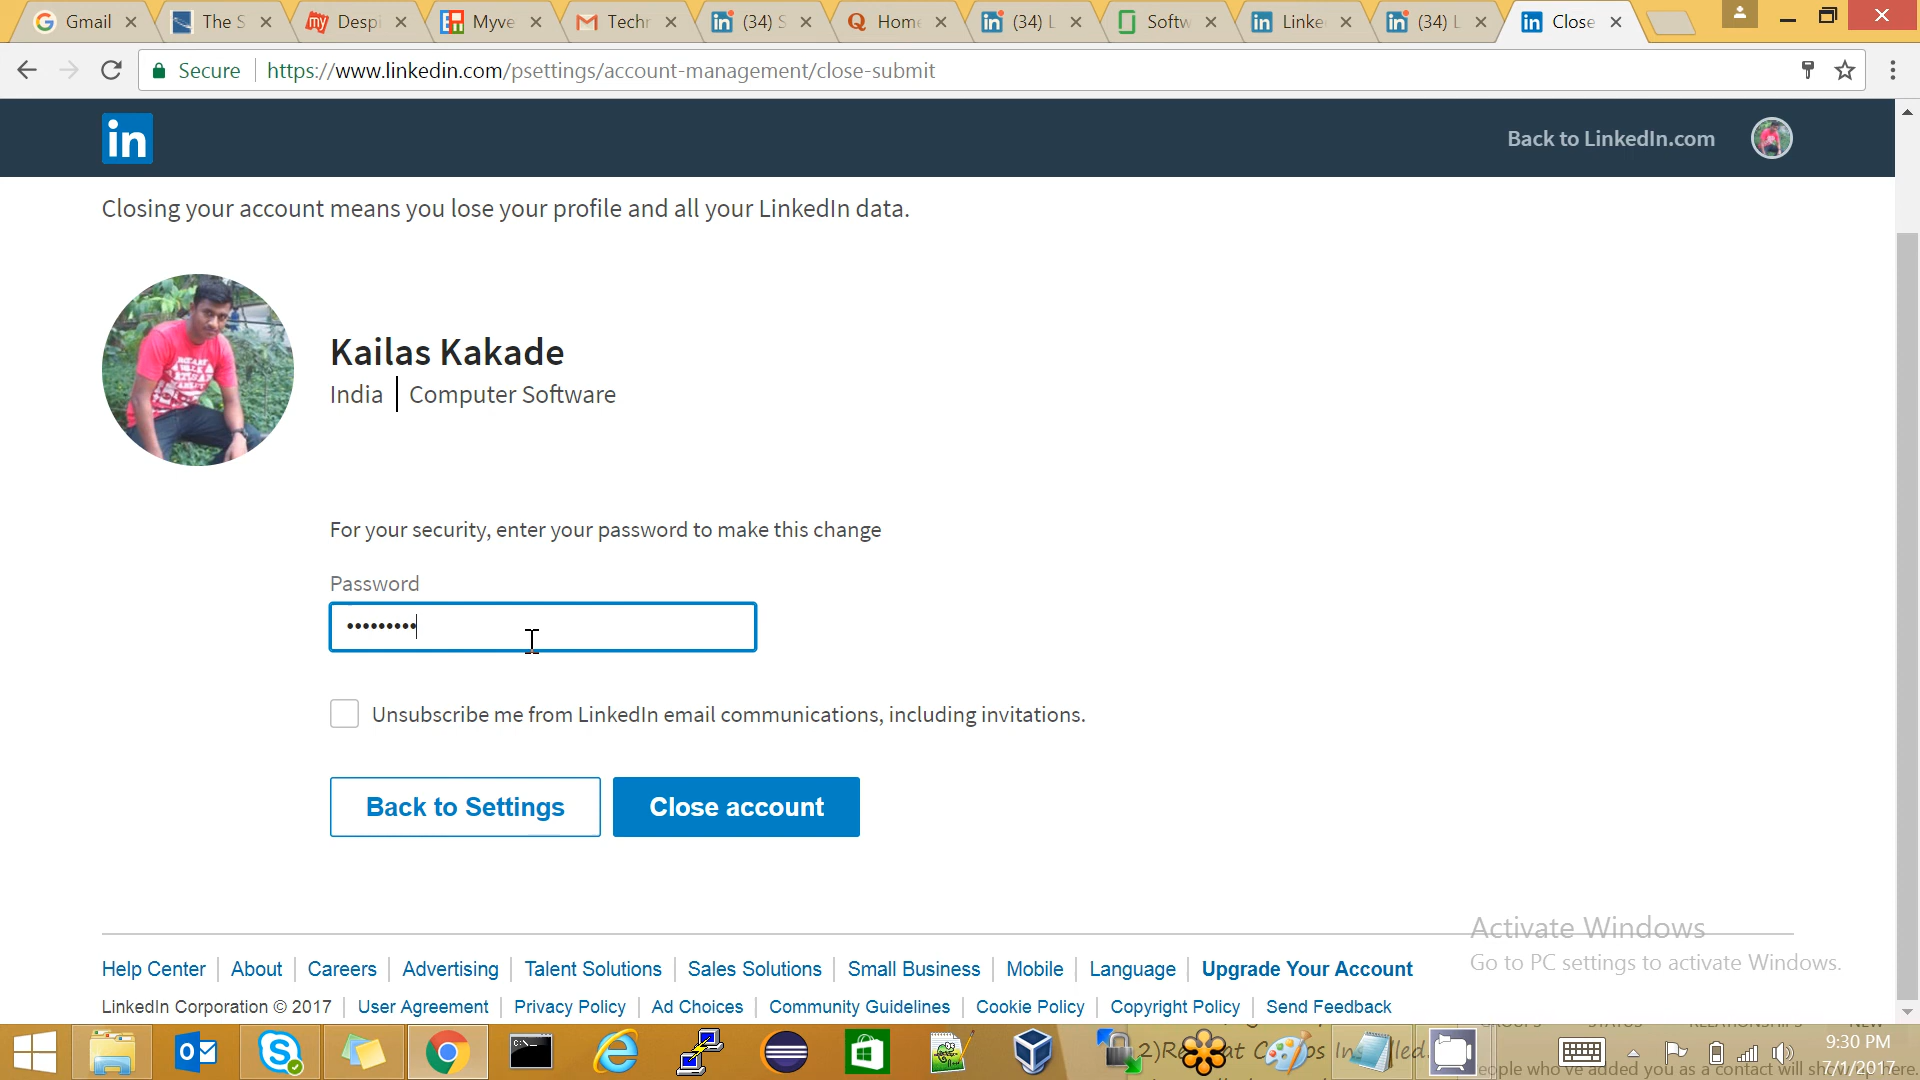 Gmail
The S
Despi
Myve
Techr
(34) S
Home
(34) L
Softw
Linke
(34) L
Close
Secure
https://www.linkedin.com/psettings/account-management/close-submit
in
Back to LinkedIn.com
Closing your account means you lose your profile and all your LinkedIn data.
Kailas Kakade
India | Computer Software
For your security, enter your password to make this change
Password
•••••••••
Unsubscribe me from LinkedIn email communications, including invitations.
Back to Settings
Close account
Activate Windows
Go to PC settings to activate Windows.
Help Center | About | Careers | Advertising | Talent Solutions | Sales Solutions | Small Business | Mobile | Language | Upgrade Your Account
LinkedIn Corporation © 2017 | User Agreement | Privacy Policy | Ad Choices | Community Guidelines | Cookie Policy | Copyright Policy | Send Feedback
9:30 PM
7/1/2017